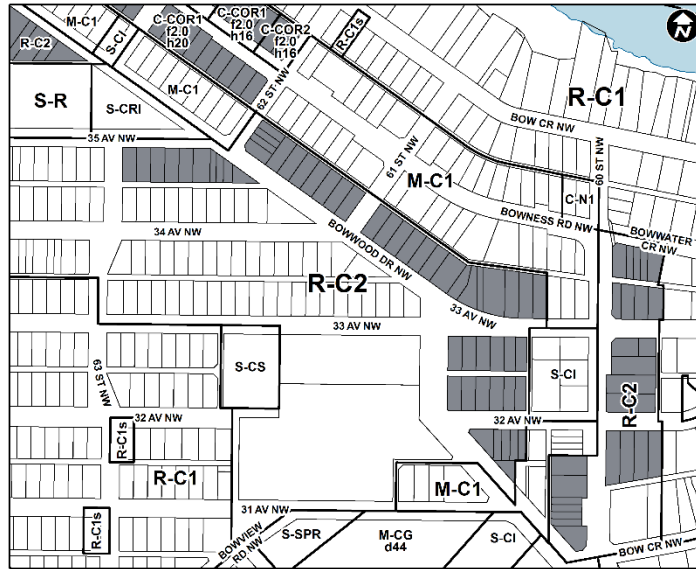 M-C1
S-CI
C-COR1
f2.0
h20
C-COR1
f2.0
h16
C-COR2
f2.0
h16
R-C1s
N
R-C2
M-C1
S-R
S-CRI
62 ST NW
R-C1
BOW CR NW
35 AV NW
61 ST NW
60 ST NW
M-C1
C-N1
BOWNESS RD NW
BOWWATER
CR NW
34 AV NW
BOWWOOD DR NW
R-C2
33 AV NW
33 AV NW
63 ST NW
S-CS
S-CI
R-C2
32 AV NW
32 AV NW
R-C1s
R-C1
M-C1
31 AV NW
R-C1s
BOWVIEW
RD NW
S-SPR
M-CG
d44
S-CI
BOW CR NW